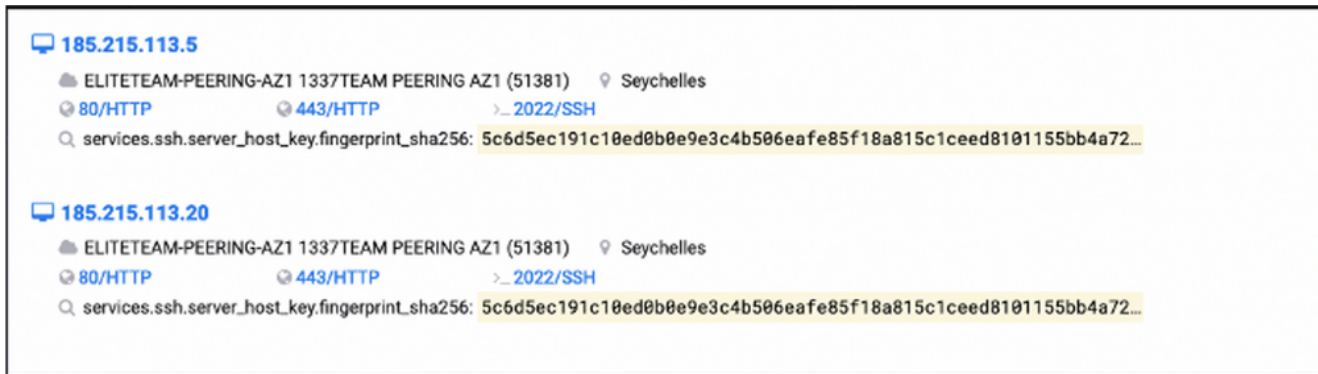 185.215.113.5
ELITETEAM-PEERING-AZ1 1337TEAM PEERING AZ1 (51381) Seychelles
80/HTTP 443/HTTP >_ 2022/SSH
services.ssh.server_host_key.fingerprint_sha256: 5c6d5ec191c10ed0b0e9e3c4b506eafe85f18a815c1ceed8101155bb4a72…
185.215.113.20
ELITETEAM-PEERING-AZ1 1337TEAM PEERING AZ1 (51381) Seychelles
80/HTTP 443/HTTP >_ 2022/SSH
services.ssh.server_host_key.fingerprint_sha256: 5c6d5ec191c10ed0b0e9e3c4b506eafe85f18a815c1ceed8101155bb4a72…